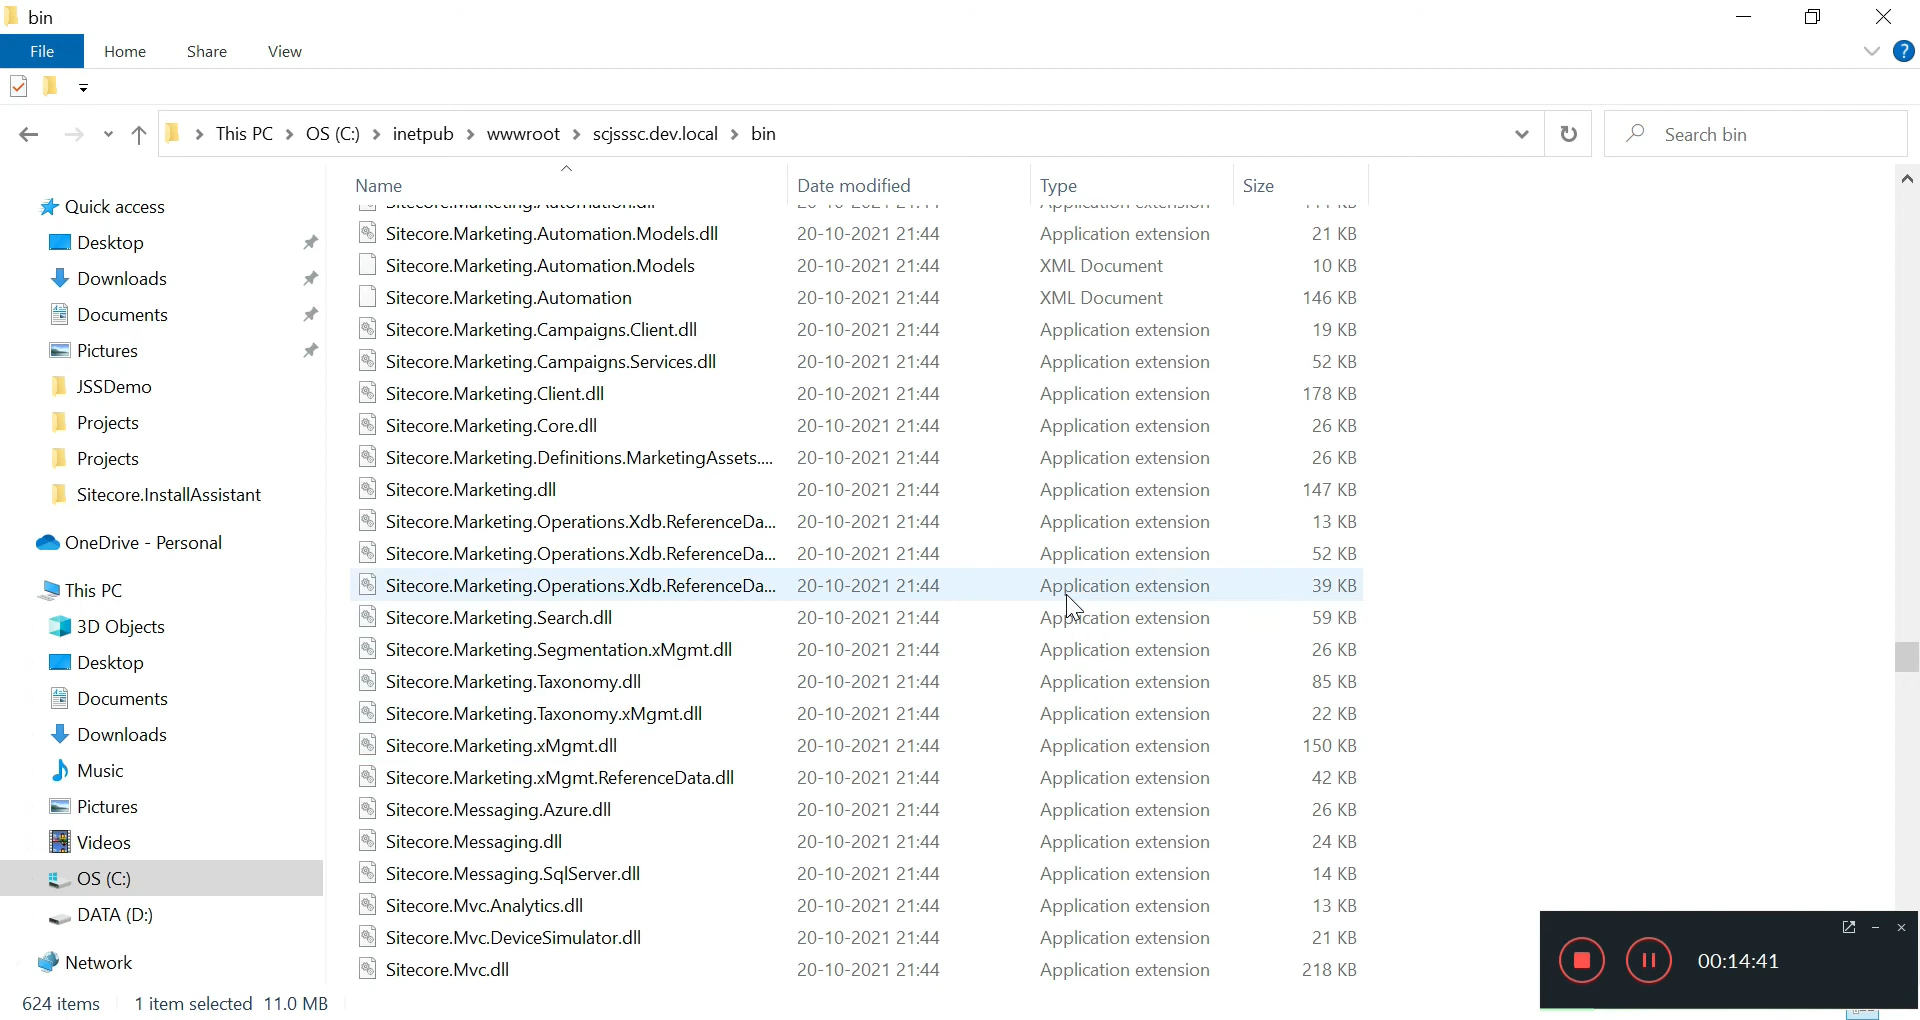 bin
File Home Share View
This PC OS (C:) inetpub wwwroot scjsssc.dev.local bin
Search bin
Name Date modified Type Size
Quick access
Desktop
Downloads
Documents
Pictures
JSSDemo
Projects
Projects
Sitecore.InstallAssistant
OneDrive - Personal
This PC
3D Objects
Desktop
Documents
Downloads
Music
Pictures
Videos
OS (C:)
DATA (D:)
Network
Sitecore.Marketing.Automation.Models.dll 20-10-2021 21:44 Application extension 21 KB
Sitecore.Marketing.Automation.Models 20-10-2021 21:44 XML Document 10 KB
Sitecore.Marketing.Automation 20-10-2021 21:44 XML Document 146 KB
Sitecore.Marketing.Campaigns.Client.dll 20-10-2021 21:44 Application extension 19 KB
Sitecore.Marketing.Campaigns.Services.dll 20-10-2021 21:44 Application extension 52 KB
Sitecore.Marketing.Client.dll 20-10-2021 21:44 Application extension 178 KB
Sitecore.Marketing.Core.dll 20-10-2021 21:44 Application extension 26 KB
Sitecore.Marketing.Definitions.MarketingAssets.... 20-10-2021 21:44 Application extension 26 KB
Sitecore.Marketing.dll 20-10-2021 21:44 Application extension 147 KB
Sitecore.Marketing.Operations.Xdb.ReferenceDa... 20-10-2021 21:44 Application extension 13 KB
Sitecore.Marketing.Operations.Xdb.ReferenceDa... 20-10-2021 21:44 Application extension 52 KB
Sitecore.Marketing.Operations.Xdb.ReferenceDa... 20-10-2021 21:44 Application extension 39 KB
Sitecore.Marketing.Search.dll 20-10-2021 21:44 Application extension 59 KB
Sitecore.Marketing.Segmentation.xMgmt.dll 20-10-2021 21:44 Application extension 26 KB
Sitecore.Marketing.Taxonomy.dll 20-10-2021 21:44 Application extension 85 KB
Sitecore.Marketing.Taxonomy.xMgmt.dll 20-10-2021 21:44 Application extension 22 KB
Sitecore.Marketing.xMgmt.dll 20-10-2021 21:44 Application extension 150 KB
Sitecore.Marketing.xMgmt.ReferenceData.dll 20-10-2021 21:44 Application extension 42 KB
Sitecore.Messaging.Azure.dll 20-10-2021 21:44 Application extension 26 KB
Sitecore.Messaging.dll 20-10-2021 21:44 Application extension 24 KB
Sitecore.Messaging.SqlServer.dll 20-10-2021 21:44 Application extension 14 KB
Sitecore.Mvc.Analytics.dll 20-10-2021 21:44 Application extension 13 KB
Sitecore.Mvc.DeviceSimulator.dll 20-10-2021 21:44 Application extension 21 KB
Sitecore.Mvc.dll 20-10-2021 21:44 Application extension 218 KB
00:14:41
624 items 1 item selected 11.0 MB